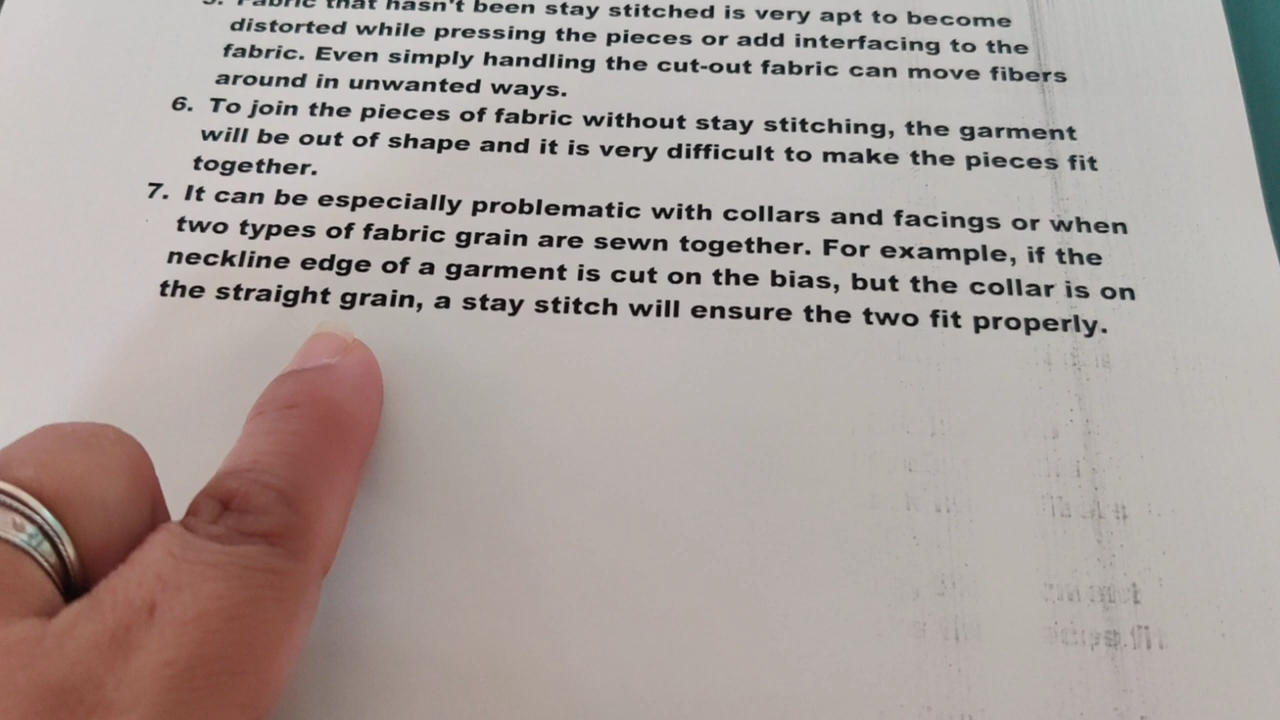 5. Fabric that hasn't been stay stitched is very apt to become
distorted while pressing the pieces or add interfacing to the
fabric. Even simply handling the cut-out fabric can move fibers
around in unwanted ways.
6. To join the pieces of fabric without stay stitching, the garment
will be out of shape and it is very difficult to make the pieces fit
together.
7. It can be especially problematic with collars and facings or when
two types of fabric grain are sewn together. For example, if the
neckline edge of a garment is cut on the bias, but the collar is on
the straight grain, a stay stitch will ensure the two fit properly.